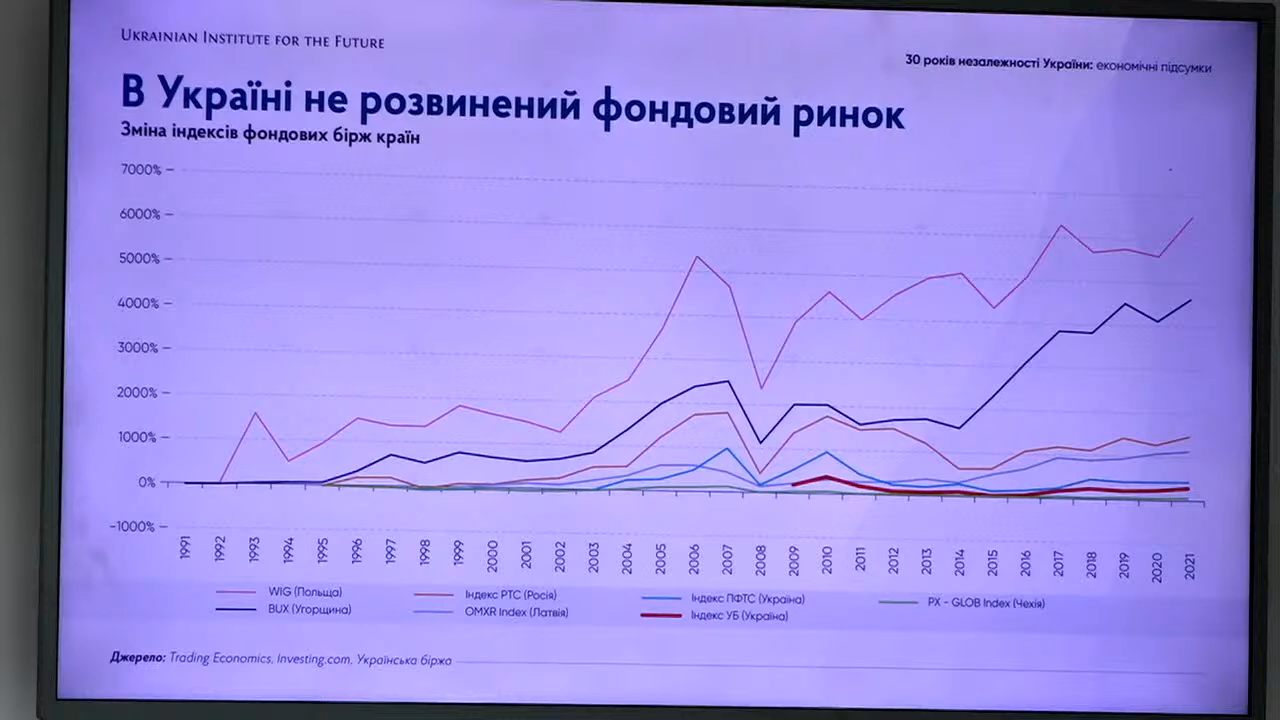 Ukrainian Institute for the Future
30 років незалежності України: економічні підсумки
В Україні не розвинений фондовий ринок
Зміна індексів фондових бірж країн
7000%
6000%
5000%
4000%
3000%
2000%
1000%
0%
-1000%
1991 1992 1993 1994 1995 1996 1997 1998 1999 2000 2001 2002 2003 2004 2005 2006 2007 2008 2009 2010 2011 2012 2013 2014 2015 2016 2017 2018 2019 2020 2021
WIG (Польща) Індекс РТС (Росія) Індекс ПФТС (Україна) PX - GLOB Index (Чехія)
BUX (Угорщина) OMXR Index (Латвія) Індекс УБ (Україна)
Джерело: Trading Economics, Investing.com, Українська біржа